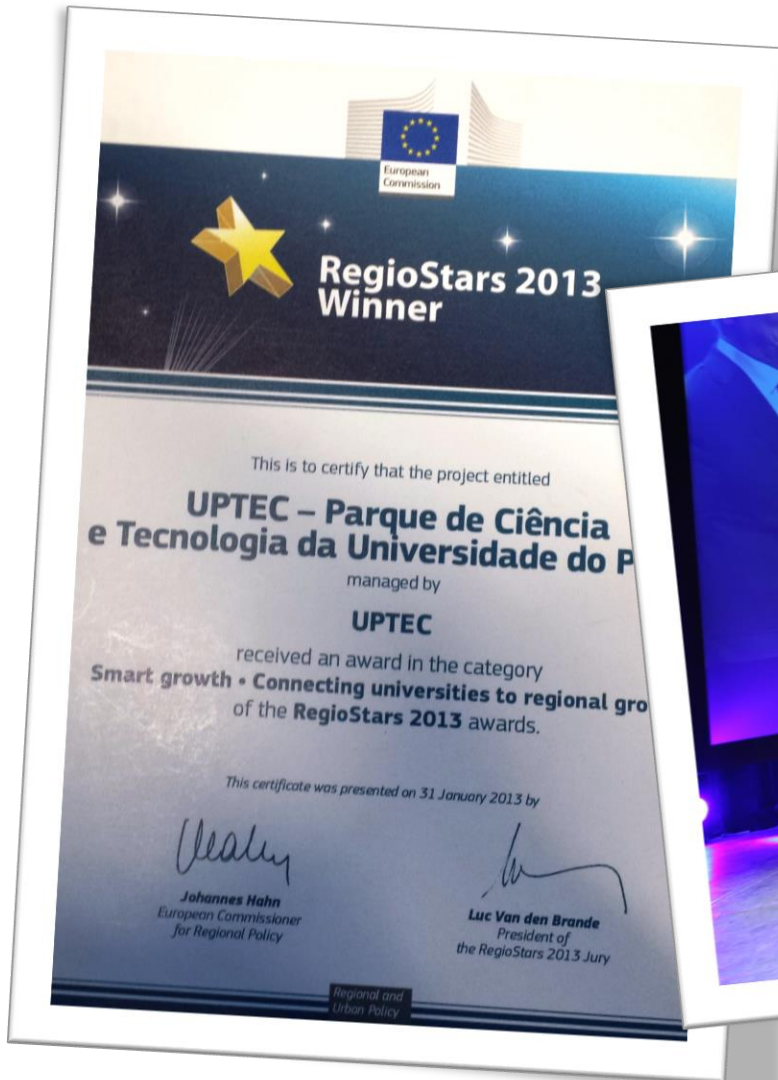 European
Commission
RegioStars 2013
Winner
This is to certify that the project entitled
UPTEC – Parque de Ciência
e Tecnologia da Universidade do P
managed by
UPTEC
received an award in the category
Smart growth • Connecting universities to regional gro
of the RegioStars 2013 awards.
This certificate was presented on 31 January 2013 by
Johannes Hahn
European Commissioner
for Regional Policy
Luc Van den Brande
President of
the RegioStars 2013 Jury
Regional and
Urban Policy